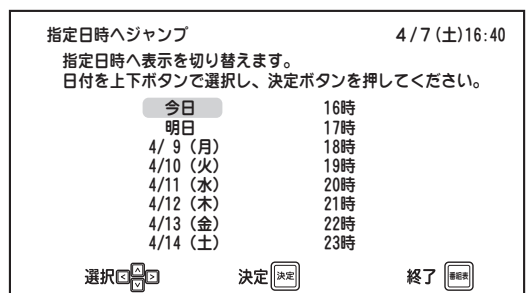 指定日時へジャンプ 4/7(土)16:40
指定日時へ表示を切り替えます。
日付を上下ボタンで選択し、決定ボタンを押してください。
今日 16時
明日 17時
4/ 9 (月) 18時
4/10 (火) 19時
4/11 (水) 20時
4/12 (木) 21時
4/13 (金) 22時
4/14 (土) 23時
選択 決定 決定 終了 番組表